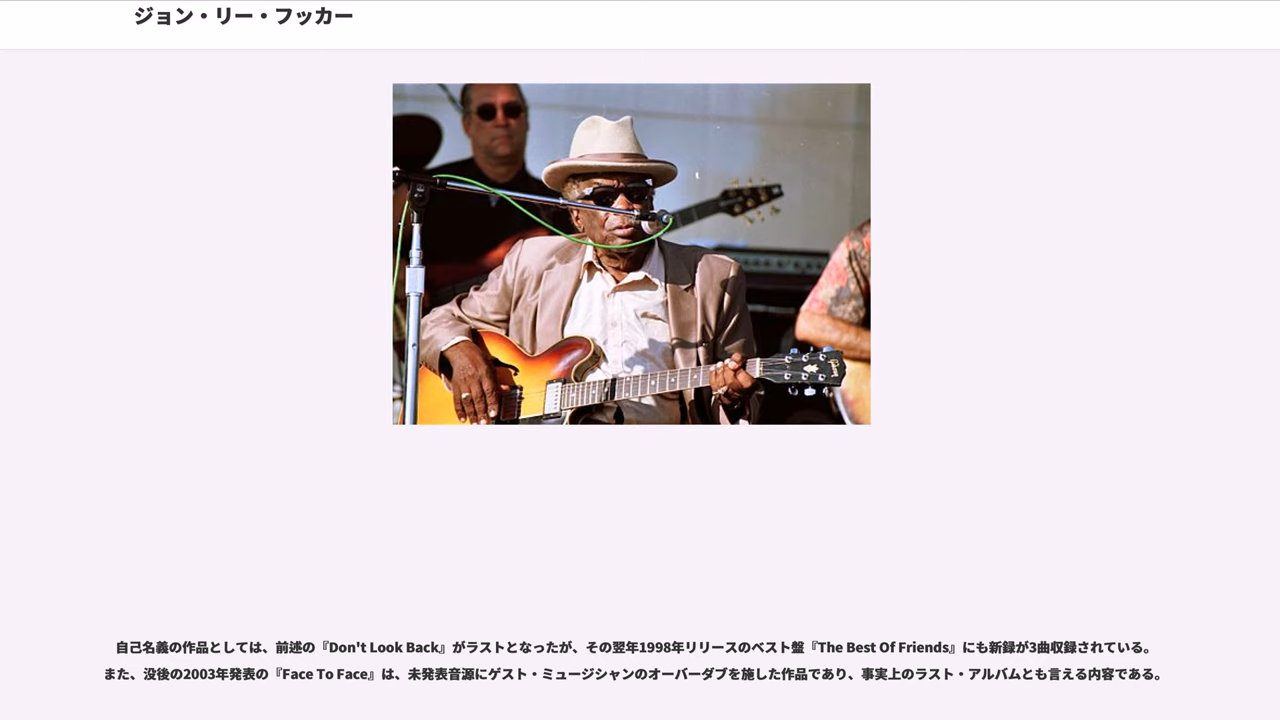 ジョン・リー・フッカー
自己名義の作品としては、前述の『Don't Look Back』がラストとなったが、その翌年1998年リリースのベスト盤『The Best Of Friends』にも新録が3曲収録されている。
また、没後の2003年発表の『Face To Face』は、未発表音源にゲスト・ミュージシャンのオーバーダブを施した作品であり、事実上のラスト・アルバムとも言える内容である。